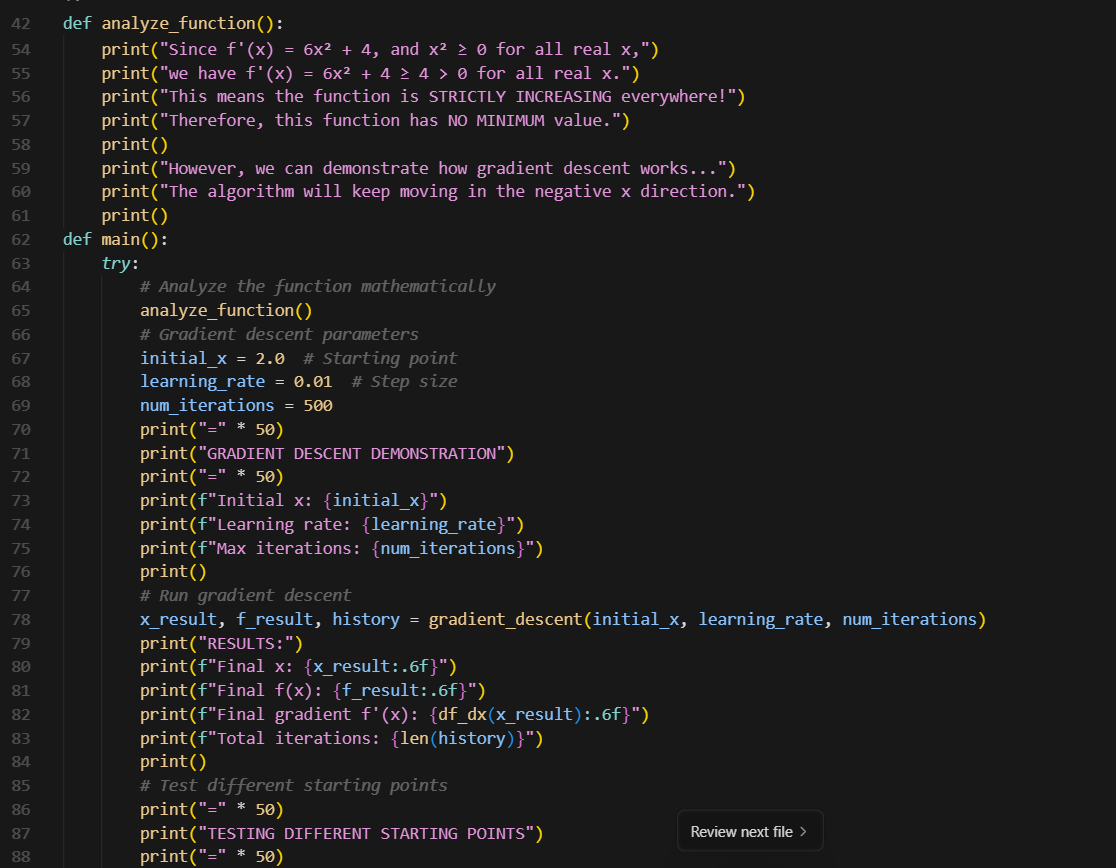 42 def analyze_function():
54 print("Since f'(x) = 6x² + 4, and x² ≥ 0 for all real x,")
55 print("we have f'(x) = 6x² + 4 ≥ 4 > 0 for all real x.")
56 print("This means the function is STRICTLY INCREASING everywhere!")
57 print("Therefore, this function has NO MINIMUM value.")
58 print()
59 print("However, we can demonstrate how gradient descent works...")
60 print("The algorithm will keep moving in the negative x direction.")
61 print()
62 def main():
63 try:
64 # Analyze the function mathematically
65 analyze_function()
66 # Gradient descent parameters
67 initial_x = 2.0  # Starting point
68 learning_rate = 0.01  # Step size
69 num_iterations = 500
70 print("=" * 50)
71 print("GRADIENT DESCENT DEMONSTRATION")
72 print("=" * 50)
73 print(f"Initial x: {initial_x}")
74 print(f"Learning rate: {learning_rate}")
75 print(f"Max iterations: {num_iterations}")
76 print()
77 # Run gradient descent
78 x_result, f_result, history = gradient_descent(initial_x, learning_rate, num_iterations)
79 print("RESULTS:")
80 print(f"Final x: {x_result:.6f}")
81 print(f"Final f(x): {f_result:.6f}")
82 print(f"Final gradient f'(x): {df_dx(x_result):.6f}")
83 print(f"Total iterations: {len(history)}")
84 print()
85 # Test different starting points
86 print("=" * 50)
87 print("TESTING DIFFERENT STARTING POINTS")
88 print("=" * 50)
Review next file >